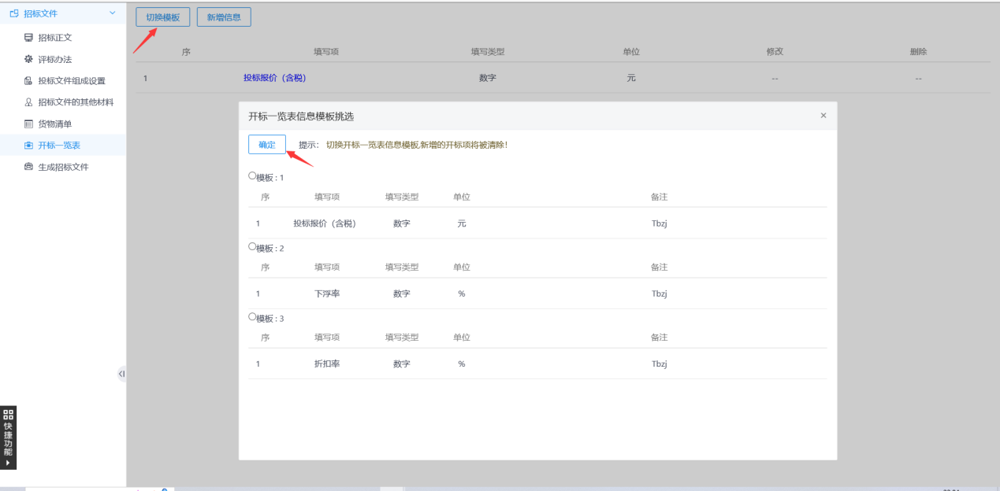 招标文件
招标正文
评标办法
投标文件组成设置
招标文件的其他材料
货物清单
开标一览表
生成招标文件
快捷功能
切换模板 新增信息
序 填写项 填写类型 单位 修改 删除
1 投标报价（含税） 数字 元 -- --
开标一览表信息模板挑选 ×
确定 提示： 切换开标一览表信息模板,新增的开标项将被清除!
模板 : 1
序 填写项 填写类型 单位 备注
1 投标报价（含税） 数字 元 Tbzj
模板 : 2
序 填写项 填写类型 单位 备注
1 下浮率 数字 % Tbzj
模板 : 3
序 填写项 填写类型 单位 备注
1 折扣率 数字 % Tbzj